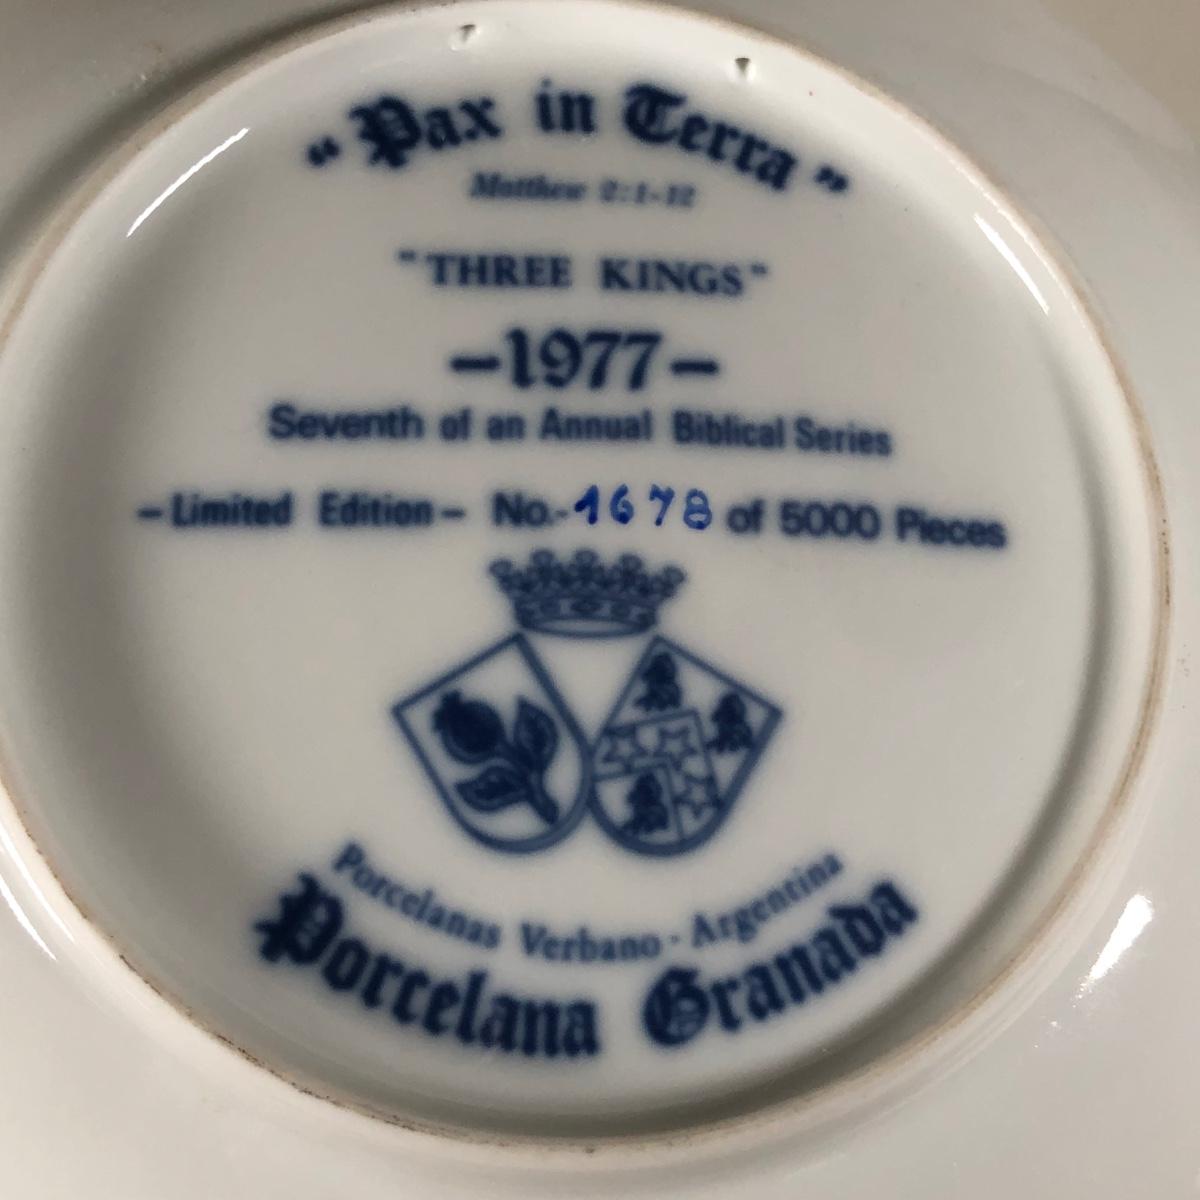 "Pax in Terra"
Matthew 2:1-12
"THREE KINGS"
-1977-
Seventh of an Annual Biblical Series
-Limited Edition- No.-1678 of 5000 Pieces
Porcelanas Verbano - Argentina
Porcelana Granada